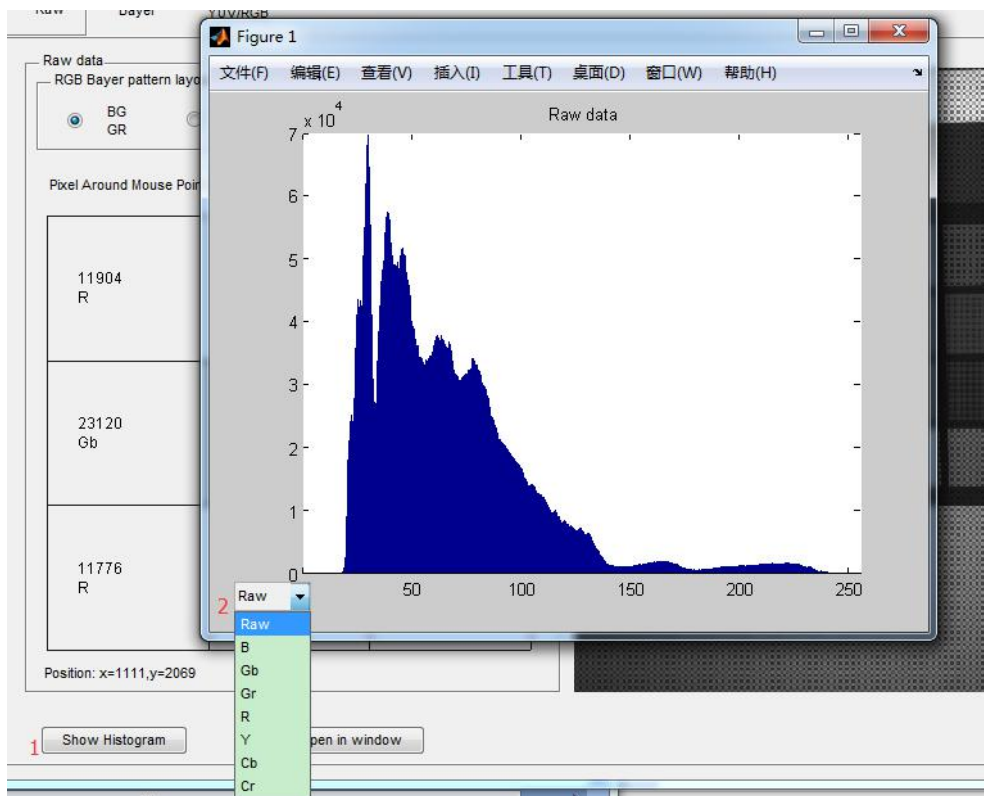 Raw Bayer YUV/RGB
Figure 1
文件(F) 编辑(E) 查看(V) 插入(I) 工具(T) 桌面(D) 窗口(W) 帮助(H)
Raw data
RGB Bayer pattern layo
BG
GR
Pixel Around Mouse Poin
11904
R
23120
Gb
11776
R
Position: x=1111,y=2069
x 10
4
Raw data
7
6
5
4
3
2
1
0
50 100 150 200 250
2 Raw
Raw
B
Gb
Gr
R
Y
Cb
Cr
1 Show Histogram
pen in window